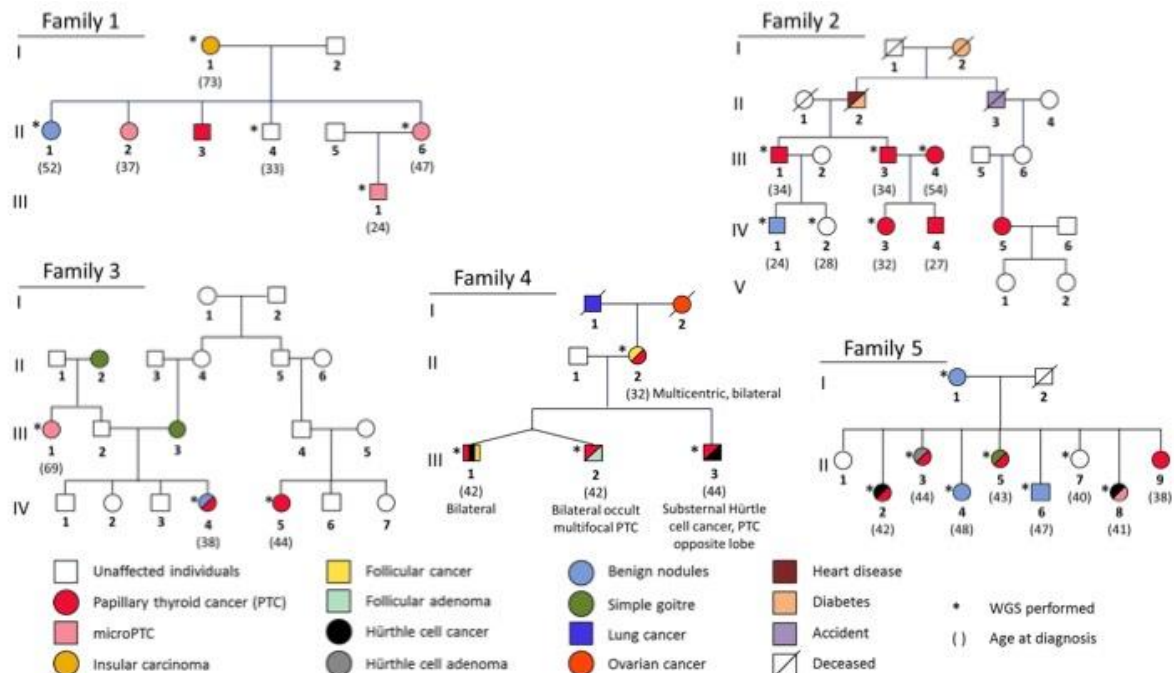 Family 1
I
*
1
2
(73)
II
*
*
*
1
2
3
4
5
6
(52)
(37)
(33)
(47)
III
*
1
(24)
Family 2
I
1
2
II
1
2
3
4
III
*
*
*
1
2
3
4
5
6
(34)
(34)
(54)
IV
*
*
*
1
2
3
4
5
6
(24)
(28)
(32)
(27)
V
1
2
Family 3
I
1
2
II
1
2
3
4
5
6
III
*
1
2
3
4
5
(69)
IV
*
*
1
2
3
4
5
6
7
(38)
(44)
Family 4
I
1
2
II
*
1
2
(32) Multicentric, bilateral
III
*
*
*
1
2
3
(42)
(42)
(44)
Bilateral
Bilateral occult
multifocal PTC
Substernal Hürtle
cell cancer, PTC
opposite lobe
Family 5
I
*
1
2
II
*
*
*
*
*
*
*
1
2
3
4
5
6
7
8
9
(42)
(44)
(48)
(43)
(47)
(40)
(41)
(38)
Unaffected individuals
Papillary thyroid cancer (PTC)
microPTC
Insular carcinoma
Follicular cancer
Follicular adenoma
Hürthle cell cancer
Hürthle cell adenoma
Benign nodules
Simple goitre
Lung cancer
Ovarian cancer
Heart disease
Diabetes
Accident
Deceased
* WGS performed
( ) Age at diagnosis